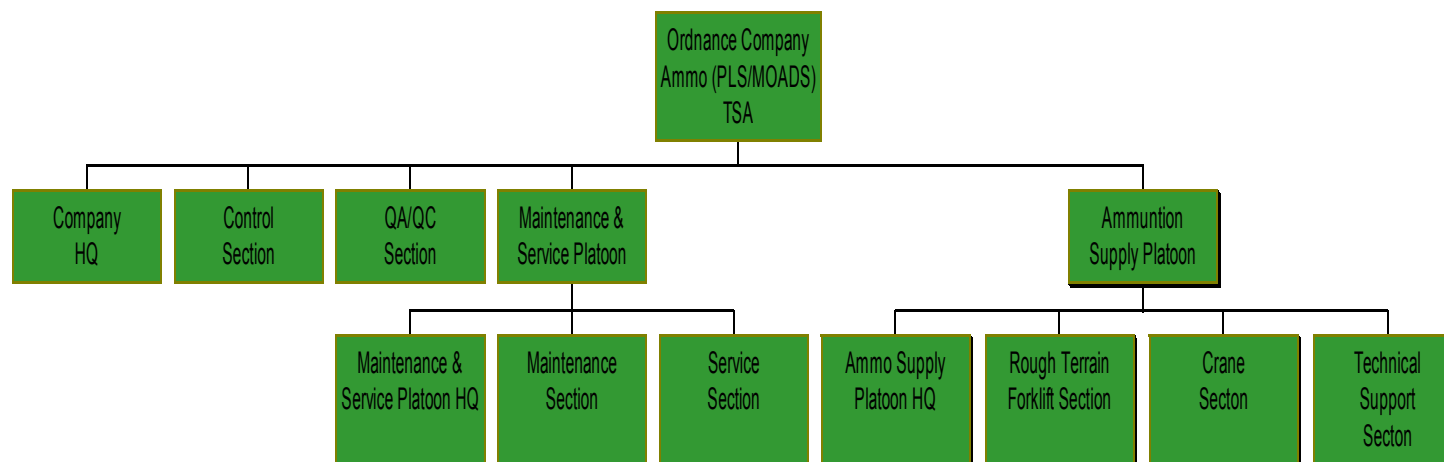 Ordnance Company
Ammo (PLS/MOADS)
TSA
Company
HQ
Control
Section
QA/QC
Section
Maintenance &
Service Platoon
Ammuntion
Supply Platoon
Maintenance &
Service Platoon HQ
Maintenance
Section
Service
Section
Ammo Supply
Platoon HQ
Rough Terrain
Forklift Section
Crane
Secton
Technical
Support
Secton